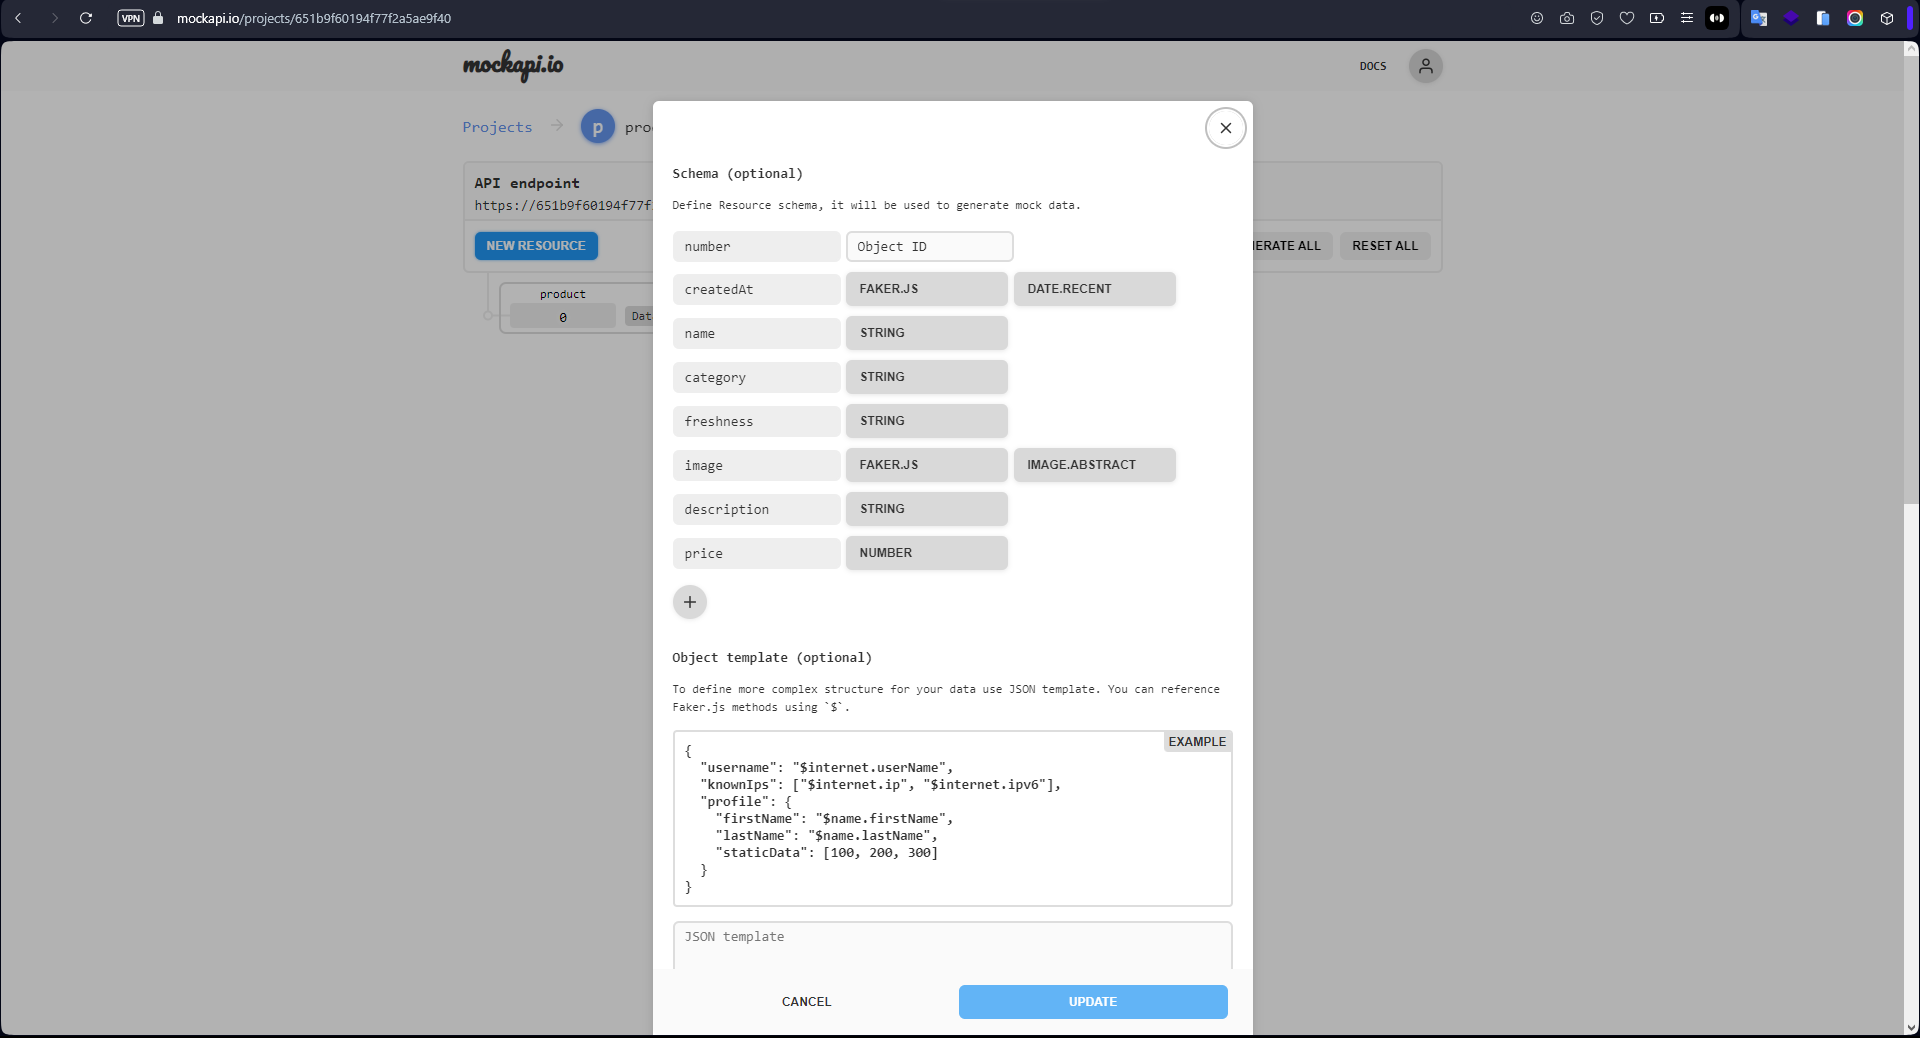 VPN
mockapi.io/projects/651b9f60194f77f2a5ae9f40
mockapi.io
DOCS
Projects
p
API endpoint
https://651b9f60194f77f
NEW RESOURCE
RESET ALL
product
0
Schema (optional)
Define Resource schema, it will be used to generate mock data.
number Object ID
createdAt FAKER.JS DATE.RECENT
name STRING
category STRING
freshness STRING
image FAKER.JS IMAGE.ABSTRACT
description STRING
price NUMBER
Object template (optional)
To define more complex structure for your data use JSON template. You can reference
Faker.js methods using `$`.
EXAMPLE
{
"username": "$internet.userName",
"knownIps": ["$internet.ip", "$internet.ipv6"],
"profile": {
"firstName": "$name.firstName",
"lastName": "$name.lastName",
"staticData": [100, 200, 300]
}
}
JSON template
CANCEL
UPDATE